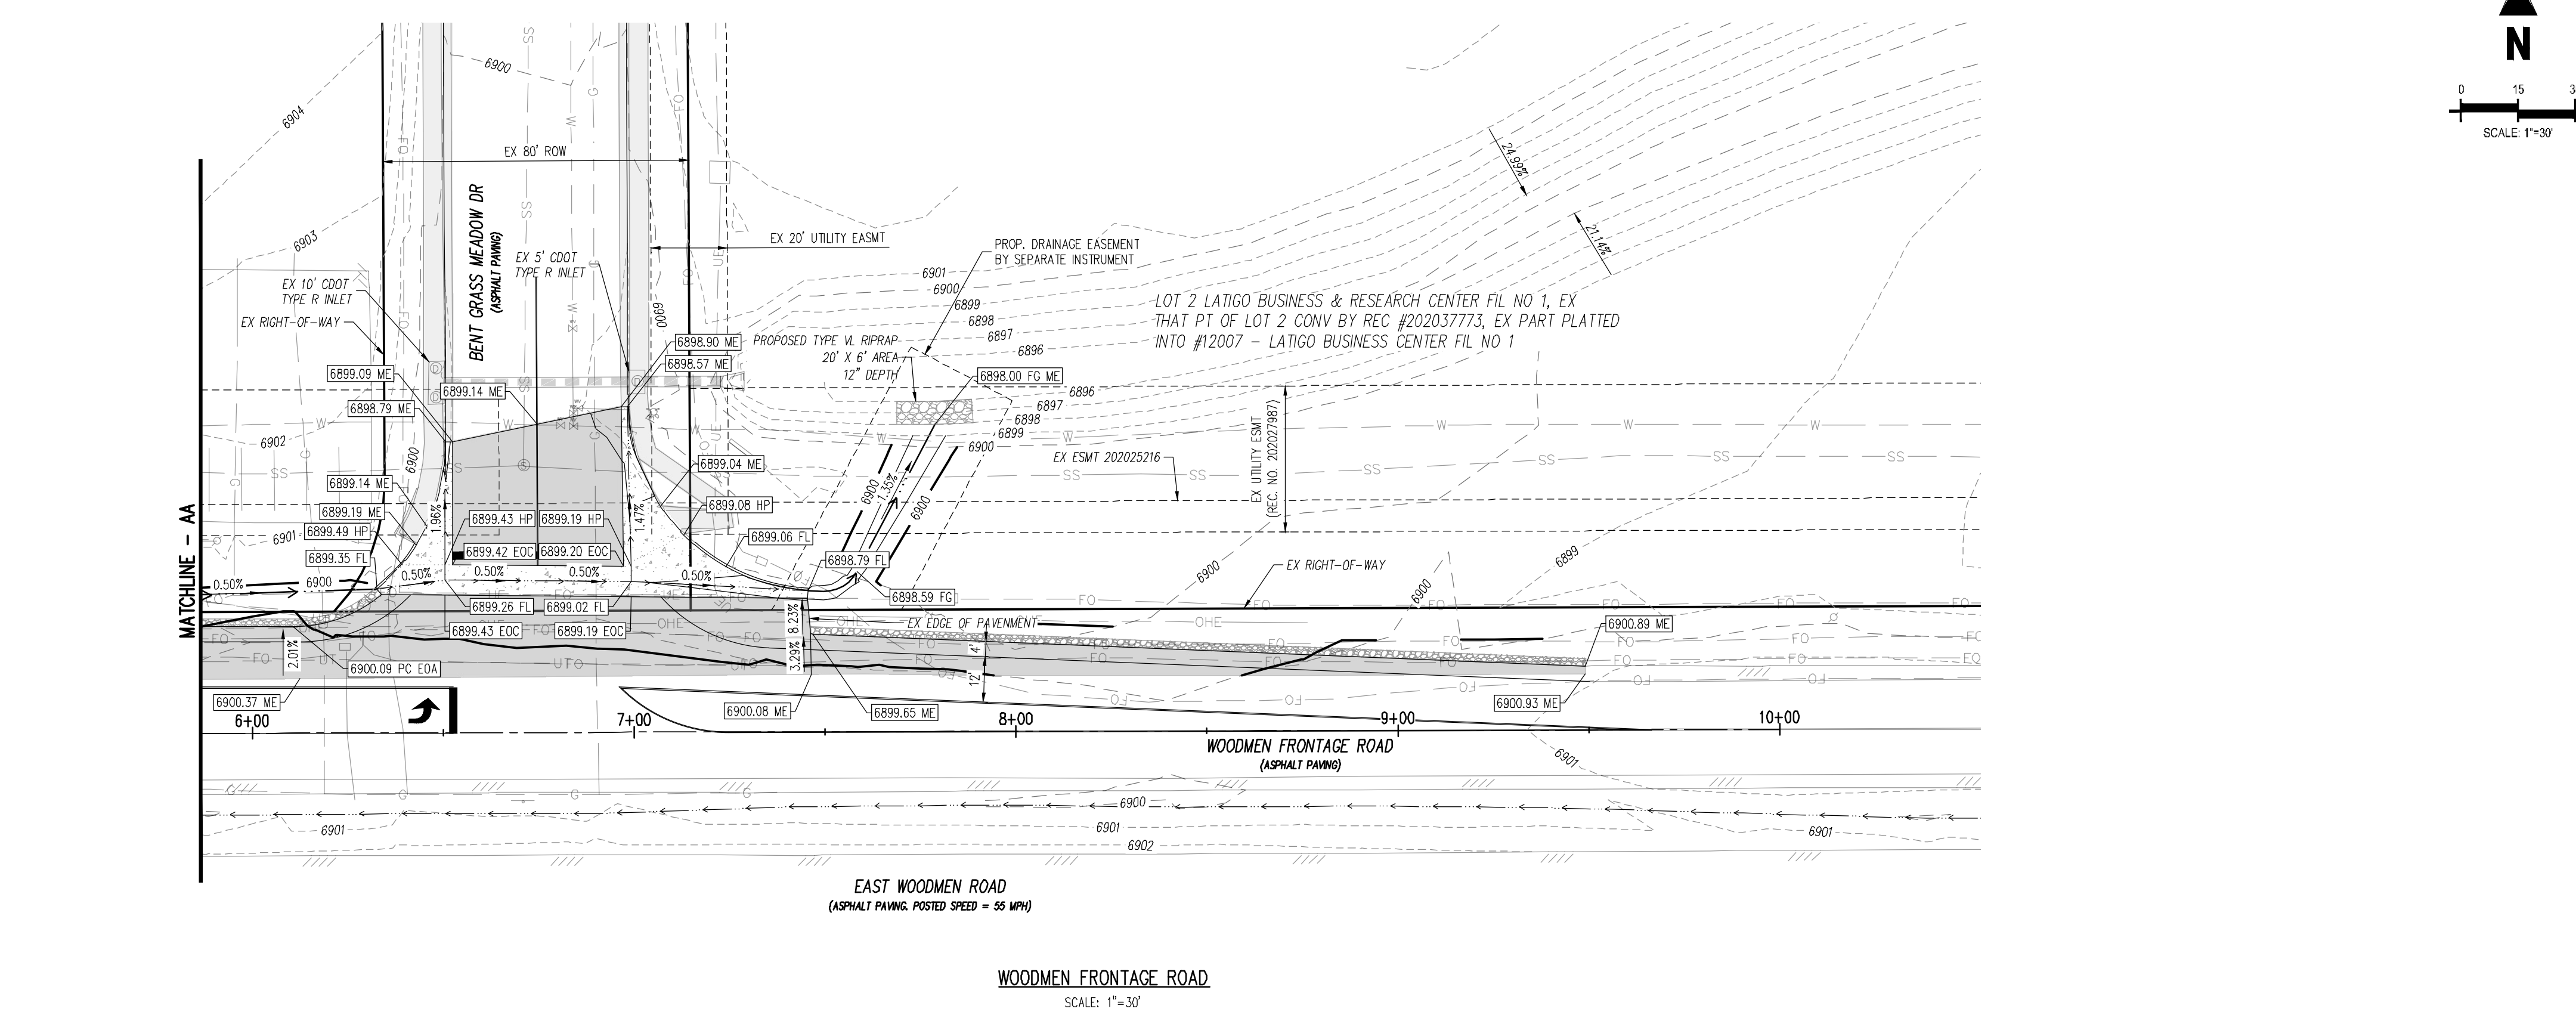 N
0 15
SCALE: 1"=30'
6904
6900
EX 80' ROW
24.99%
21.14%
6903
BENT GRASS MEADOW DR
(ASPHALT PAVING)
EX 20' UTILITY EASMT
EX 5' CDOT
TYPE R INLET
PROP. DRAINAGE EASEMENT
BY SEPARATE INSTRUMENT
EX 10' CDOT
TYPE R INLET
EX RIGHT-OF-WAY
6900
6901
6900
6899
6898
6897
6896
LOT 2 LATIGO BUSINESS & RESEARCH CENTER FIL NO 1, EX
THAT PT OF LOT 2 CONV BY REC #202037773, EX PART PLATTED
INTO #12007 - LATIGO BUSINESS CENTER FIL NO 1
6898.90 ME
6898.57 ME
PROPOSED TYPE VL RIPRAP
20' X 6' AREA
12" DEPTH
6898.00 FG ME
6899.09 ME
6899.14 ME
6898.79 ME
6896
6897
6898
6899
6900
6902
6900
EX UTILITY ESMT
(REC. NO. 202027987)
EX ESMT 202025216
6899.04 ME
6899.14 ME
6899.19 ME
6899.49 HP
6899.35 FL
6901
1.96%
1.47%
6899.43 HP
6899.19 HP
6899.08 HP
6899.42 EOC
6899.20 EOC
6899.06 FL
6898.79 FL
6900
1.35%
6900
6900
6899
6900
EX RIGHT-OF-WAY
MATCHLINE - AA
0.50%
6900
0.50%
0.50%
0.50%
0.50%
6898.59 FG
6899.26 FL
6899.02 FL
6899.43 EOC
6899.19 EOC
8.23%
3.29%
EX EDGE OF PAVEMENT
4'
12'
6900.89 ME
2.01%
6900.09 PC EOA
6900.37 ME
6900.08 ME
6899.65 ME
6900.93 ME
6+00
7+00
8+00
9+00
10+00
WOODMEN FRONTAGE ROAD
(ASPHALT PAVING)
6901
6900
6901
6901
6901
6902
EAST WOODMEN ROAD
(ASPHALT PAVING. POSTED SPEED = 55 MPH)
WOODMEN FRONTAGE ROAD
SCALE: 1"=30'